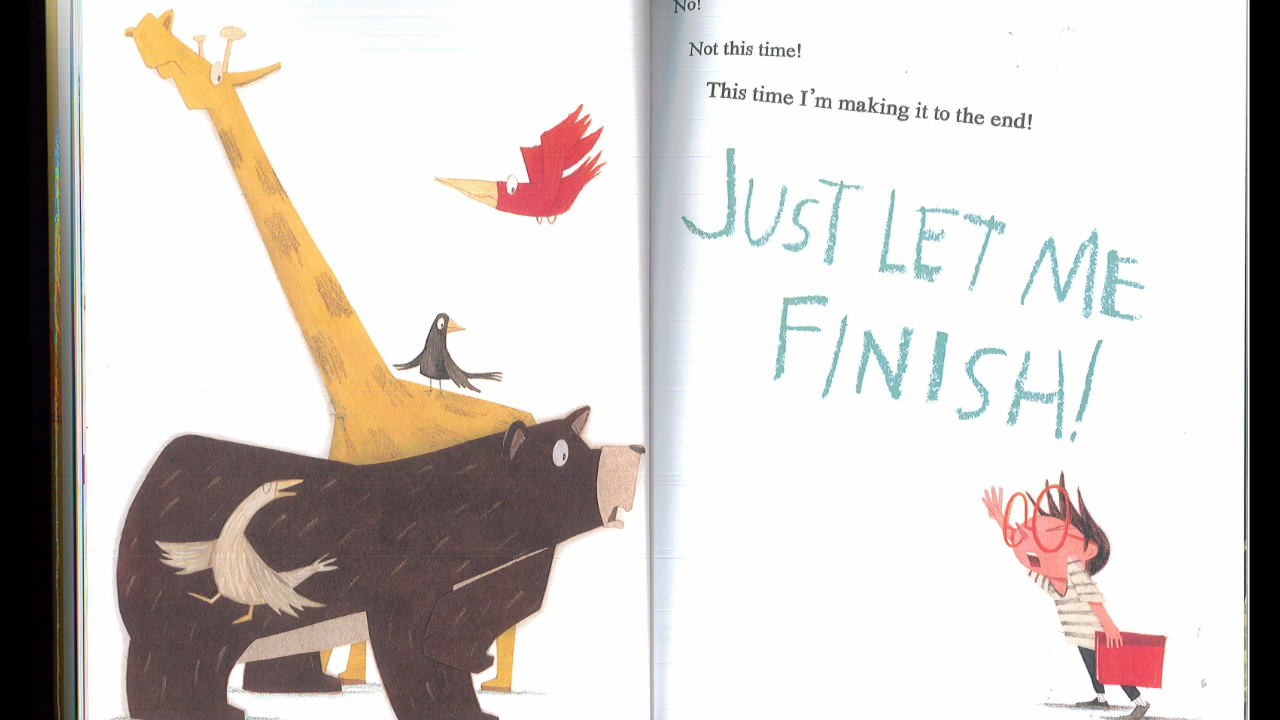 No!
Not this time!
This time I'm making it to the end!
JUST LET ME
FINISH!